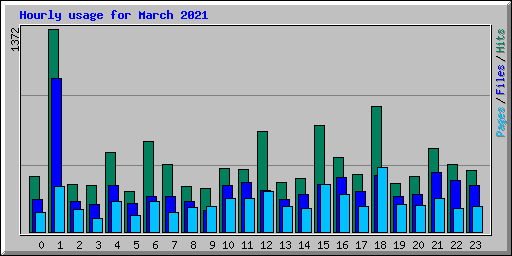 Hourly usage for March 2021
1372
Pages / Files / Hits
0 1 2 3 4 5 6 7 8 9 10 11 12 13 14 15 16 17 18 19 20 21 22 23